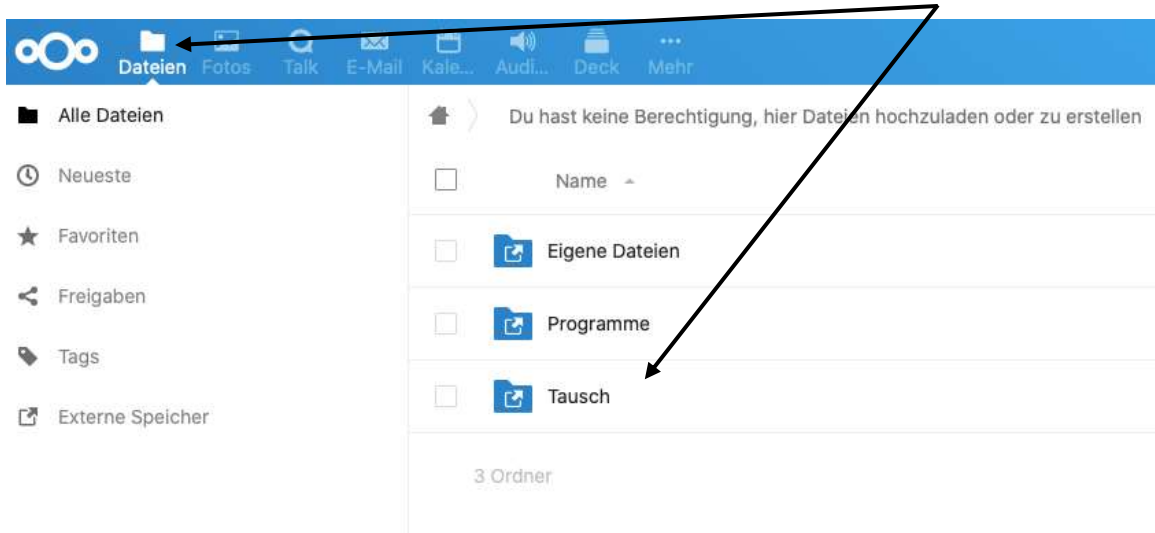 Dateien Fotos Talk E-Mail Kale... Audi... Deck Mehr
Alle Dateien
Neueste
Favoriten
Freigaben
Tags
Externe Speicher
Du hast keine Berechtigung, hier Dateien hochzuladen oder zu erstellen
Name
Eigene Dateien
Programme
Tausch
3 Ordner